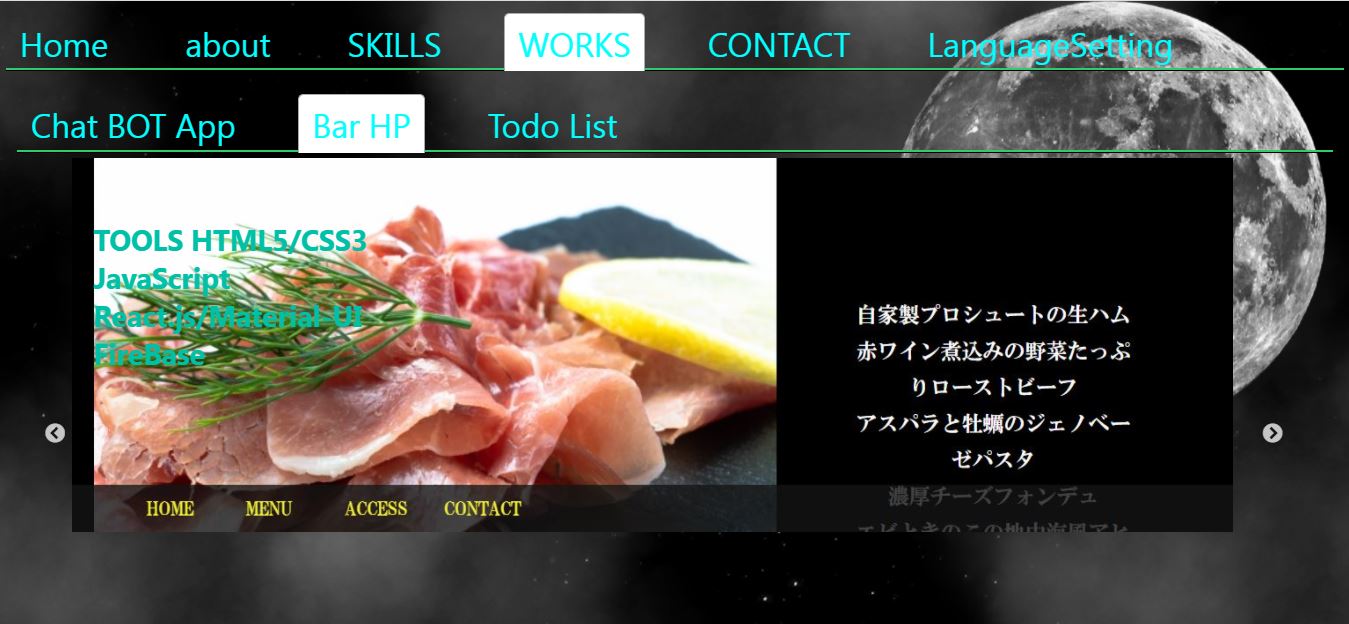 Home about SKILLS WORKS CONTACT LanguageSetting
Chat BOT App Bar HP Todo List
TOOLS HTML5/CSS3
JavaScript
React.js/Material-UI
FireBase
自家製プロシュートの生ハム
赤ワイン煮込みの野菜たっぷ
りローストビーフ
アスパラと牡蠣のジェノベー
ゼパスタ
濃厚チーズフォンデュ
HOME MENU ACCESS CONTACT